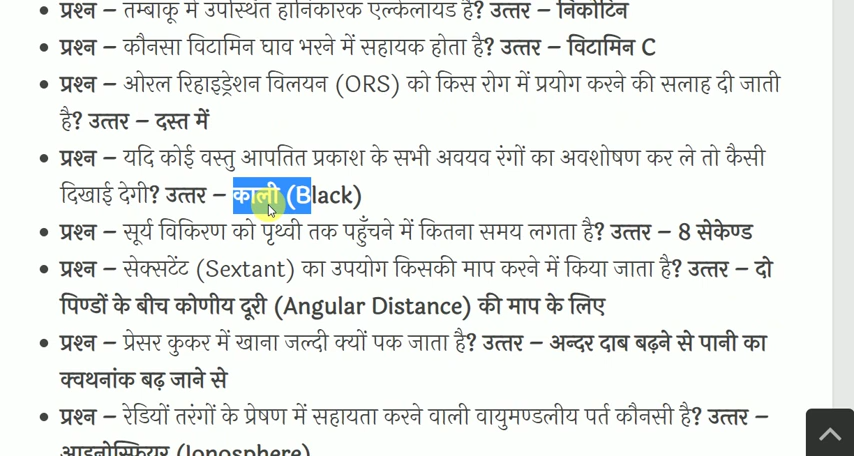 प्रश्न – तम्बाकू में उपस्थित हानिकारक एल्केलायड है? उत्तर – निकोटिन
प्रश्न – कौनसा विटामिन घाव भरने में सहायक होता है? उत्तर – विटामिन C
प्रश्न – ओरल रिहाइड्रेशन विलयन (ORS) को किस रोग में प्रयोग करने की सलाह दी जाती
है? उत्तर – दस्त में
प्रश्न – यदि कोई वस्तु आपतित प्रकाश के सभी अवयव रंगों का अवशोषण कर ले तो कैसी
दिखाई देगी? उत्तर – काली (Black)
प्रश्न – सूर्य विकिरण को पृथ्वी तक पहुँचने में कितना समय लगता है? उत्तर – 8 सेकेण्ड
प्रश्न – सेक्सटेंट (Sextant) का उपयोग किसकी माप करने में किया जाता है? उत्तर – दो
पिण्डों के बीच कोणीय दूरी (Angular Distance) की माप के लिए
प्रश्न – प्रेसर कुकर में खाना जल्दी क्यों पक जाता है? उत्तर – अन्दर दाब बढ़ने से पानी का
क्वथनांक बढ़ जाने से
प्रश्न – रेडियों तरंगों के प्रेषण में सहायता करने वाली वायुमण्डलीय पर्त कौनसी है? उत्तर –
आइनोस्फियर (Ionosphere)